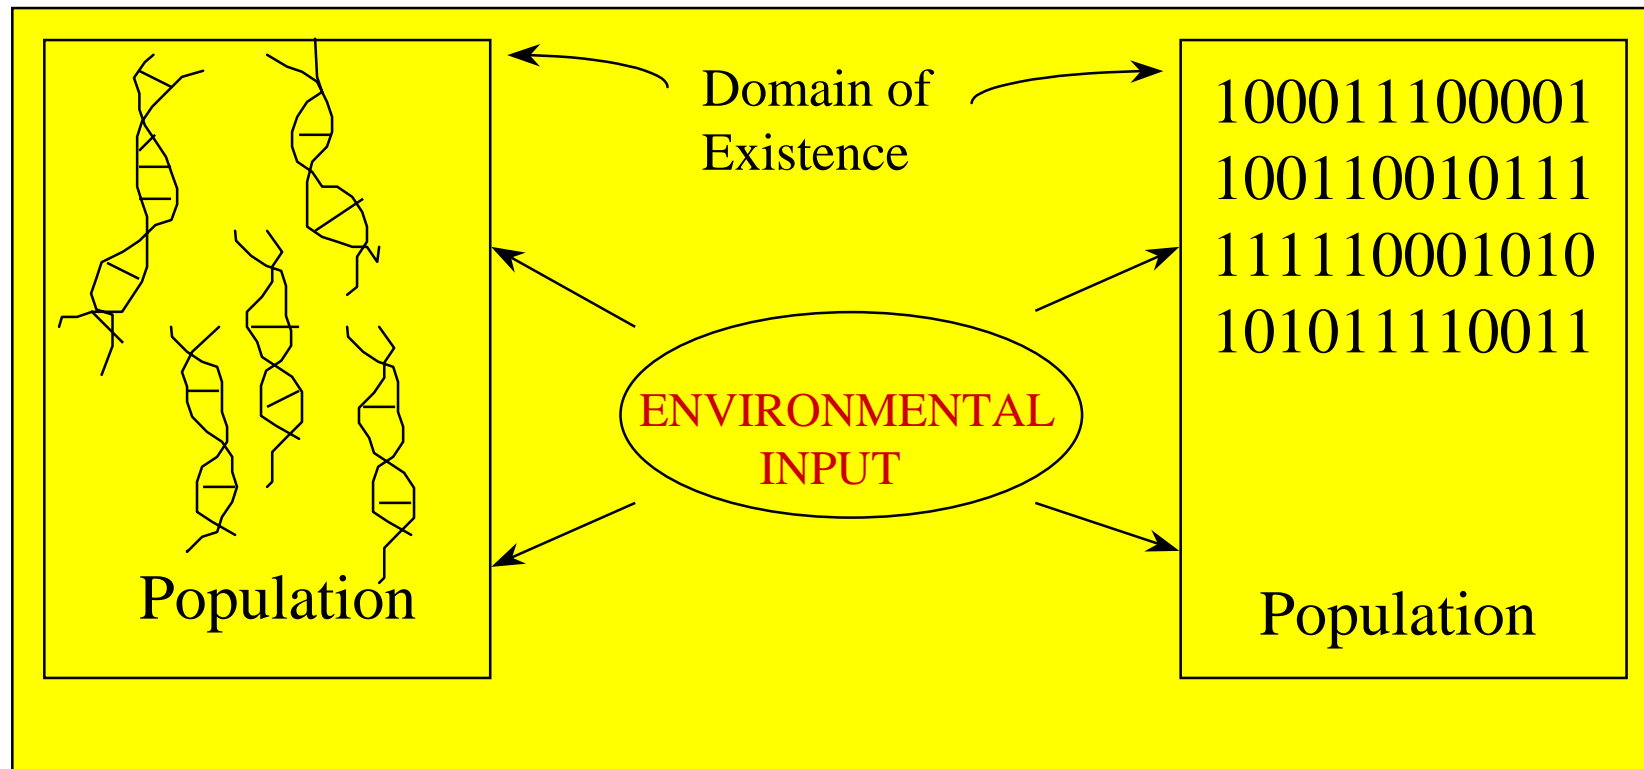 Domain of
Existence
100011100001
100110010111
111110001010
101011110011
ENVIRONMENTAL
INPUT
Population
Population